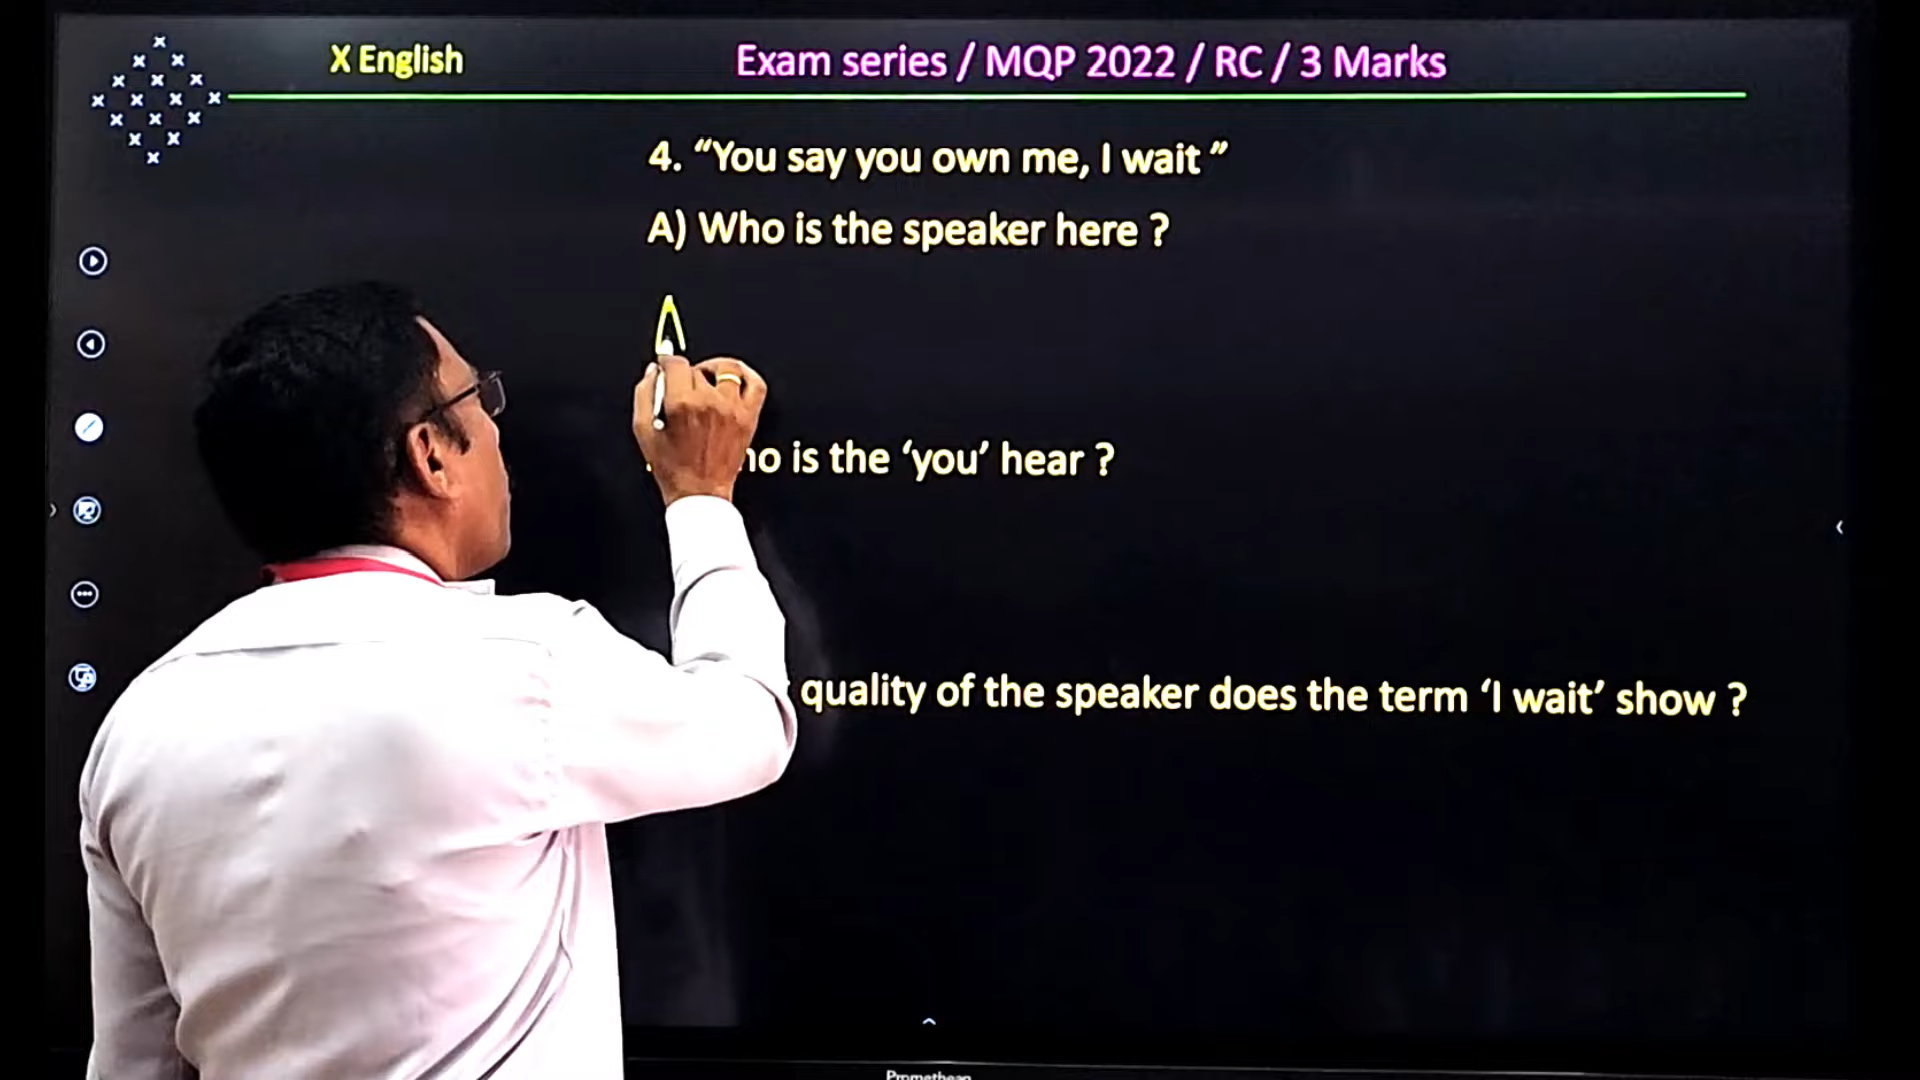 X English
Exam series / MQP 2022 / RC / 3 Marks
4. “You say you own me, I wait ”
A) Who is the speaker here ?
A
is the ‘you’ hear ?
quality of the speaker does the term ‘I wait’ show ?
Promethean